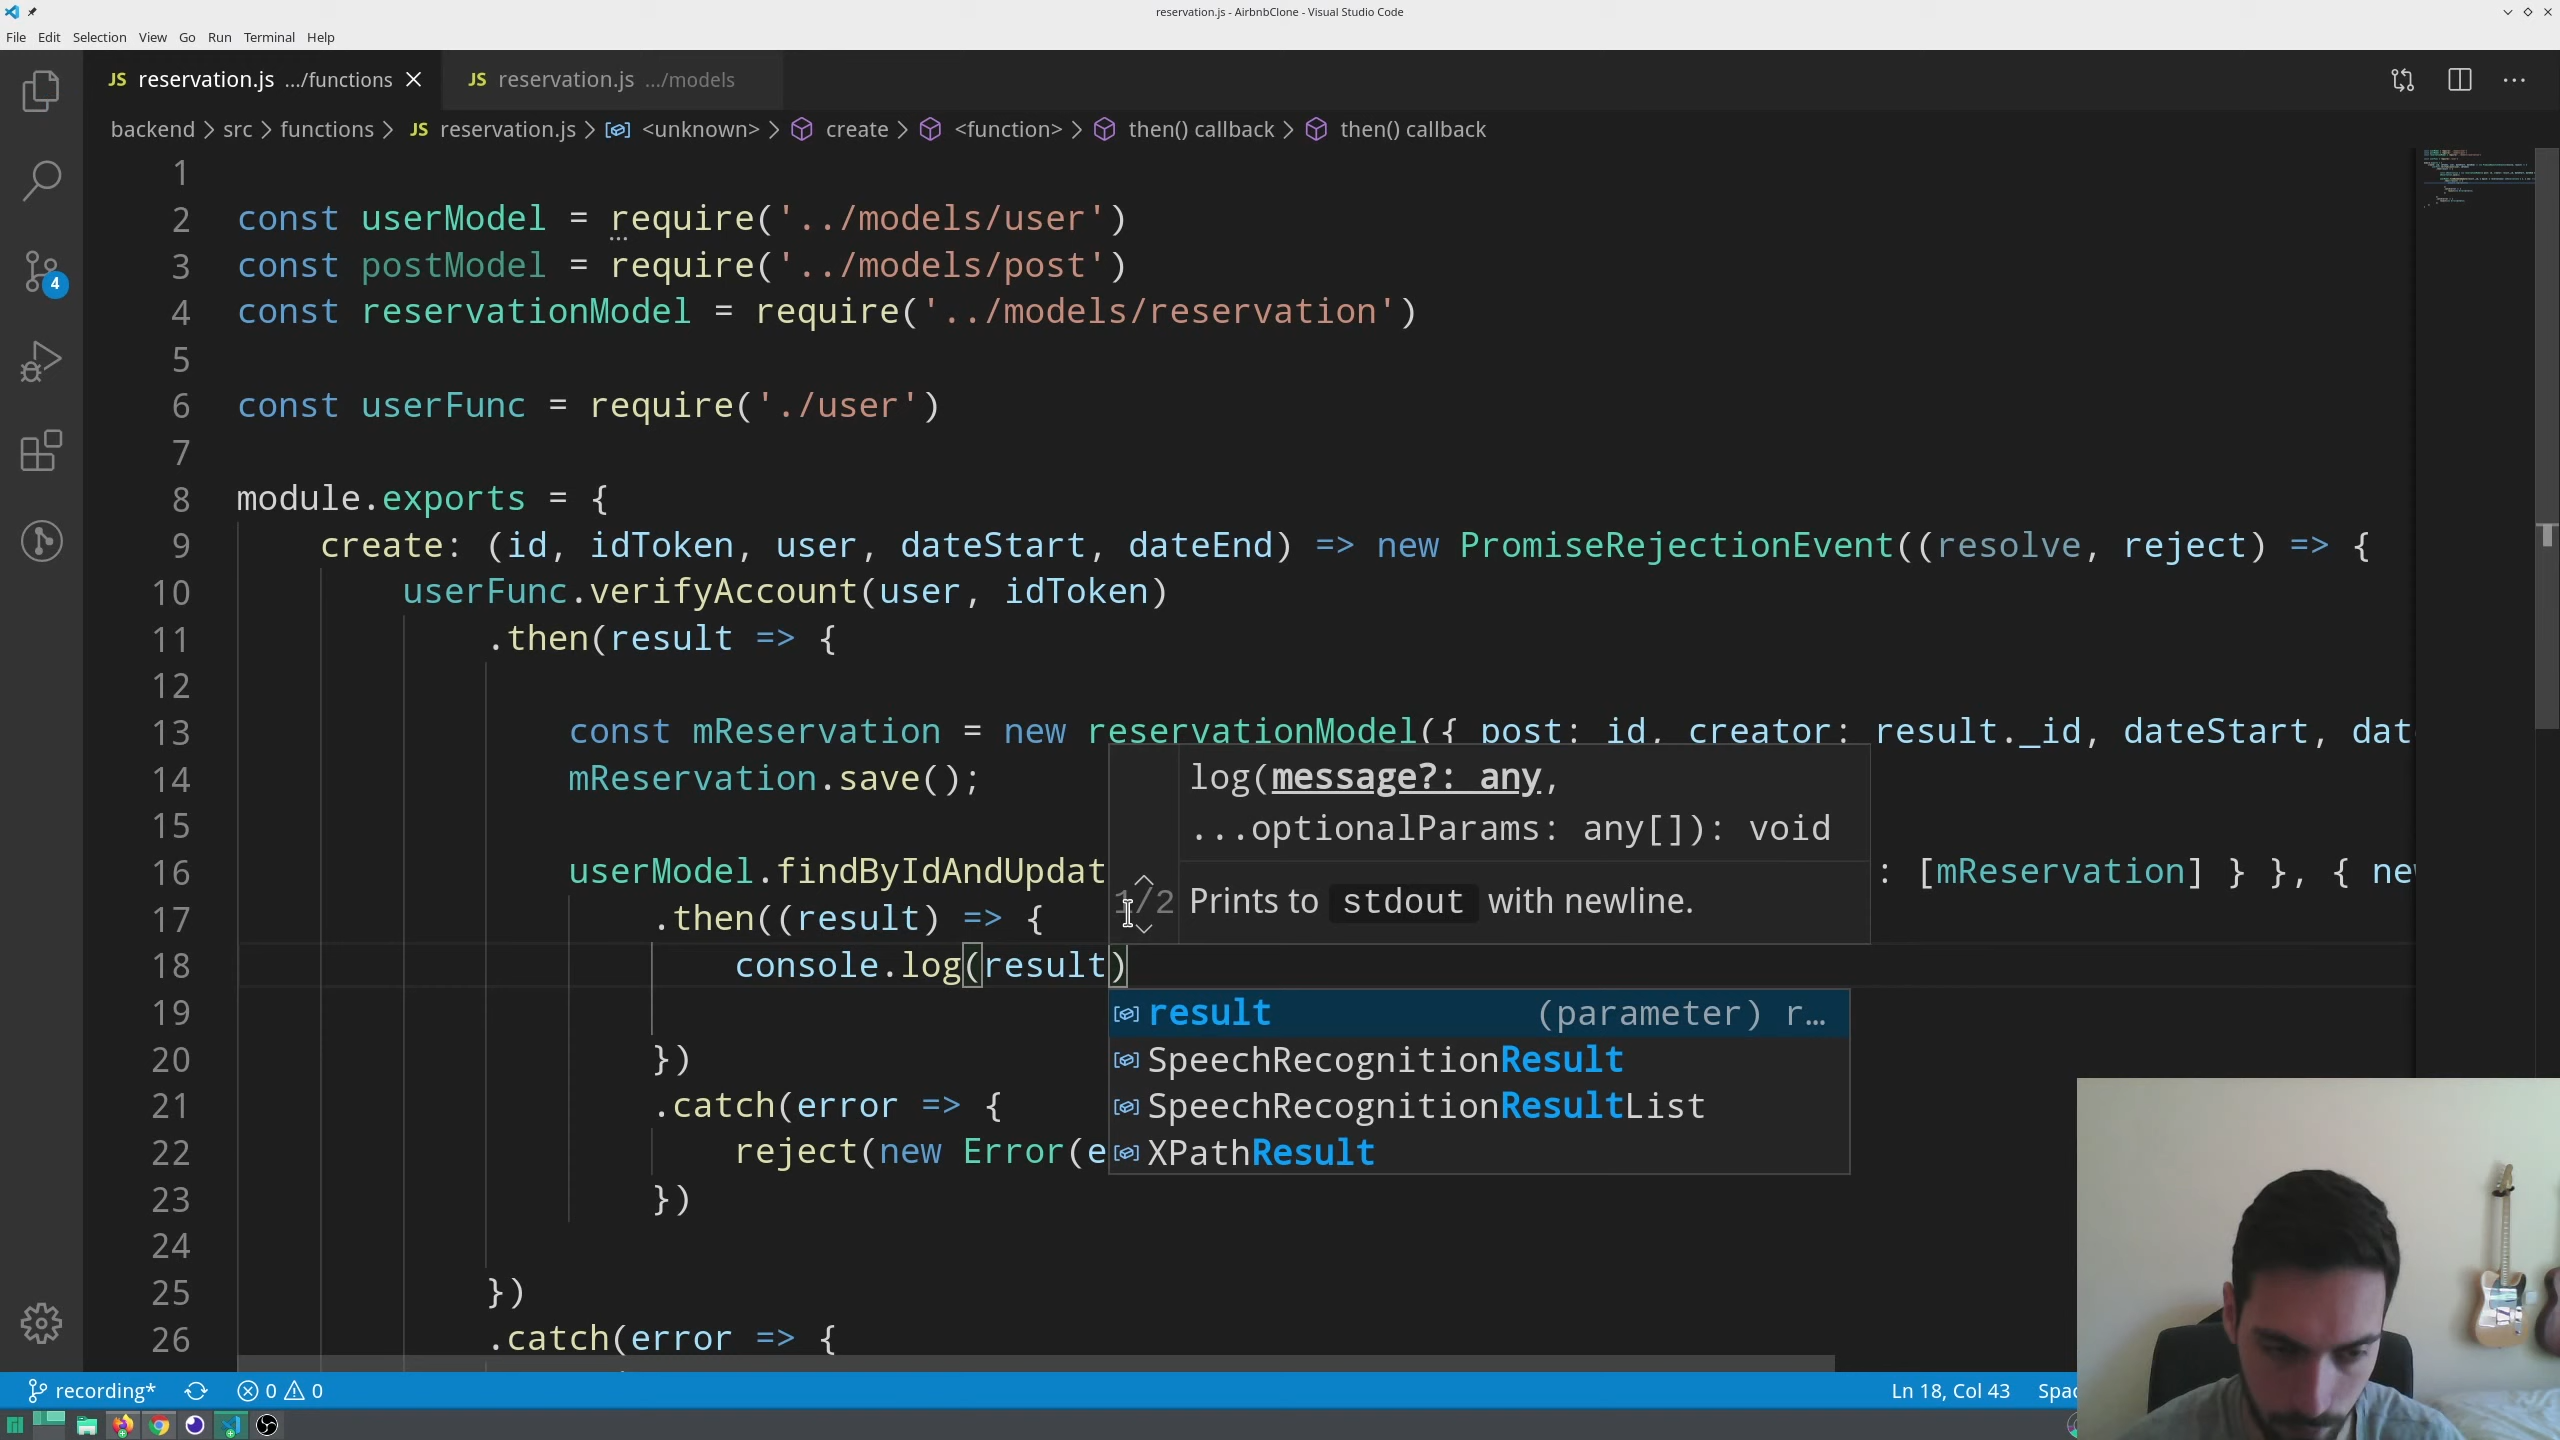 reservation.js - AirbnbClone - Visual Studio Code
File Edit Selection View Go Run Terminal Help
JS reservation.js .../functions JS reservation.js .../models
backend > src > functions > JS reservation.js > <unknown> > create > <function> > then() callback > then() callback
4
1
2 const userModel = require('../models/user')
3 const postModel = require('../models/post')
4 const reservationModel = require('../models/reservation')
5
6 const userFunc = require('./user')
7
8 module.exports = {
9 create: (id, idToken, user, dateStart, dateEnd) => new PromiseRejectionEvent((resolve, reject) => {
10 userFunc.verifyAccount(user, idToken)
11 .then(result => {
12
13 const mReservation = new reservationModel({ post: id, creator: result._id, dateStart, dat
14 mReservation.save();
log(message?: any,
...optionalParams: any[]): void
15
16 userModel.findByIdAndUpdat : [mReservation] } }, { new
1/2 Prints to stdout with newline.
17 .then((result) => {
18 console.log(result)
19
result (parameter) r...
20 })
SpeechRecognitionResult
21 .catch(error => {
SpeechRecognitionResultList
22 reject(new Error(e
XPathResult
23 })
24
25 })
26 .catch(error => {
recording* 0 0 Ln 18, Col 43 Spac